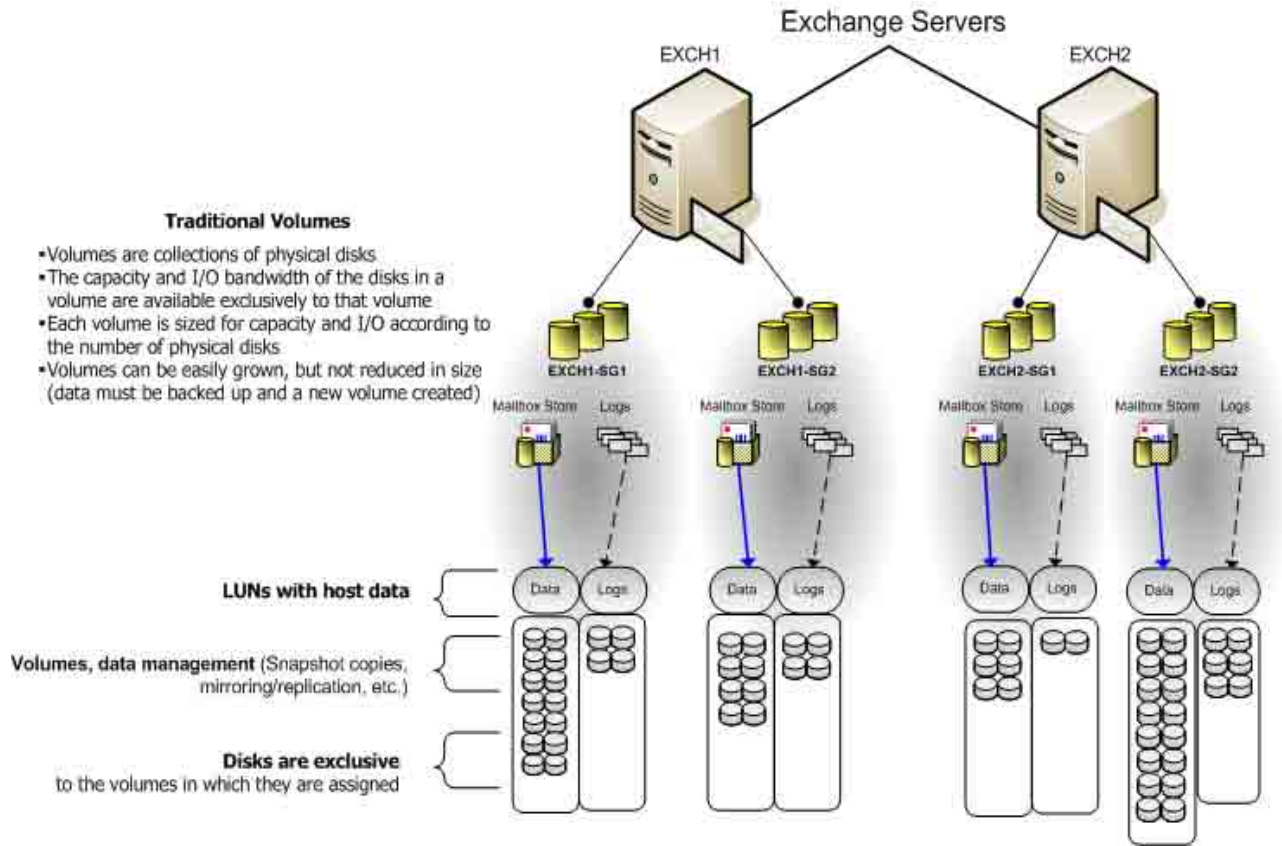 Exchange Servers
EXCH1
EXCH2
Traditional Volumes
▪Volumes are collections of physical disks
▪The capacity and I/O bandwidth of the disks in a
volume are available exclusively to that volume
▪Each volume is sized for capacity and I/O according to
the number of physical disks
▪Volumes can be easily grown, but not reduced in size
(data must be backed up and a new volume created)
EXCH1-SG1
EXCH1-SG2
EXCH2-SG1
EXCH2-SG2
Mailbox Store Logs
Mailbox Store Logs
Mailbox Store Logs
Mailbox Store Logs
LUNs with host data
Data Logs
Data Logs
Data Logs
Data Logs
Volumes, data management (Snapshot copies,
mirroring/replication, etc.)
Disks are exclusive
to the volumes in which they are assigned